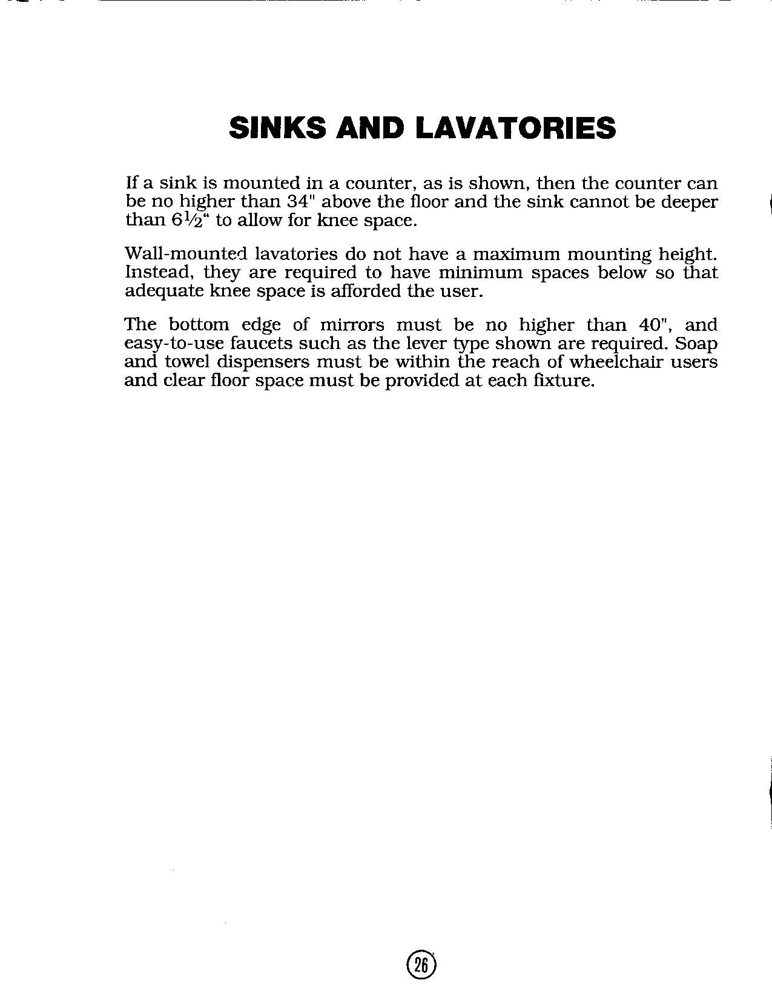 SINKS AND LAVATORIES
If a sink is mounted in a counter, as is shown, then the counter can
be no higher than 34" above the floor and the sink cannot be deeper
than 6½“ to allow for knee space.
Wall-mounted lavatories do not have a maximum mounting height.
Instead, they are required to have minimum spaces below so that
adequate knee space is afforded the user.
The bottom edge of mirrors must be no higher than 40", and
easy-to-use faucets such as the lever type shown are required. Soap
and towel dispensers must be within the reach of wheelchair users
and clear floor space must be provided at each fixture.
26